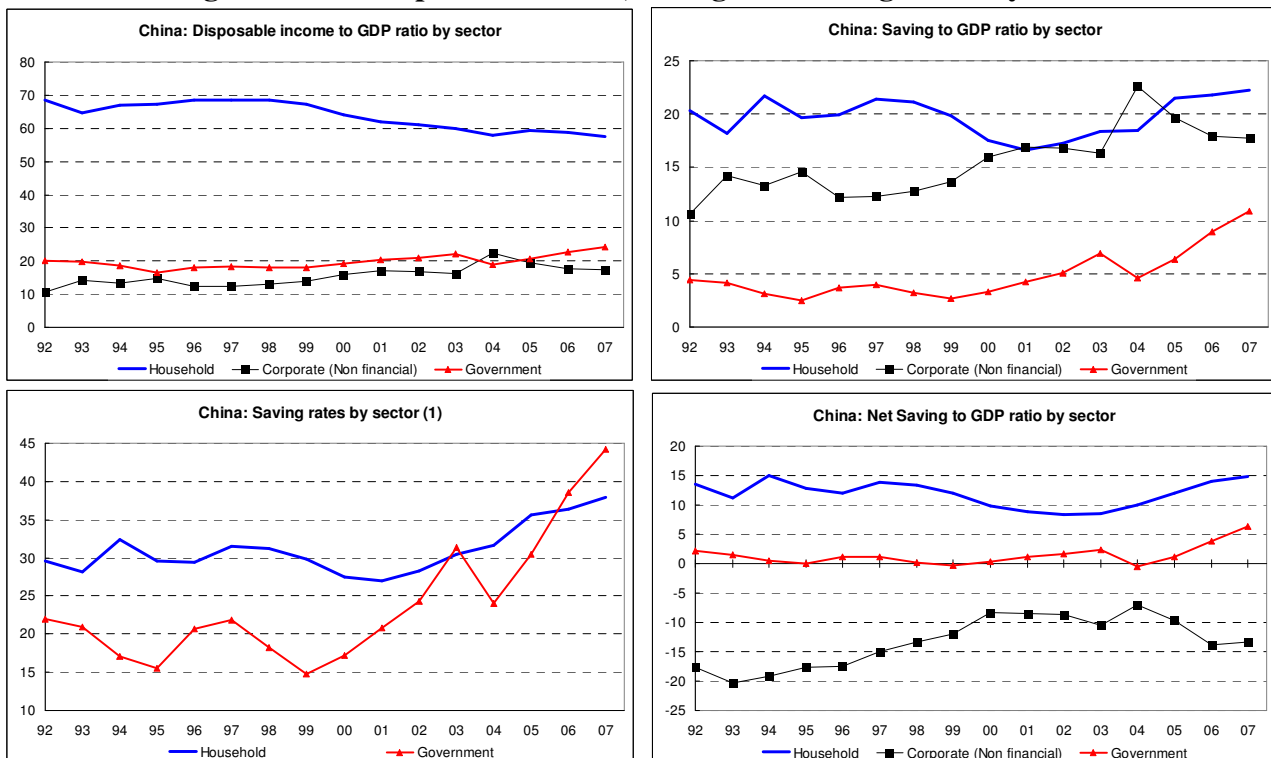 China: Disposable income to GDP ratio by sector
80
70
60
50
40
30
20
10
0
92 93 94 95 96 97 98 99 00 01 02 03 04 05 06 07
Household Corporate (Non financial) Government
China: Saving to GDP ratio by sector
25
20
15
10
5
0
92 93 94 95 96 97 98 99 00 01 02 03 04 05 06 07
Household Corporate (Non financial) Government
China: Saving rates by sector (1)
45
40
35
30
25
20
15
10
92 93 94 95 96 97 98 99 00 01 02 03 04 05 06 07
Household Government
China: Net Saving to GDP ratio by sector
20
15
10
5
0
-5
-10
-15
-20
-25
92 93 94 95 96 97 98 99 00 01 02 03 04 05 06 07
Household Corporate (Non financial) Government